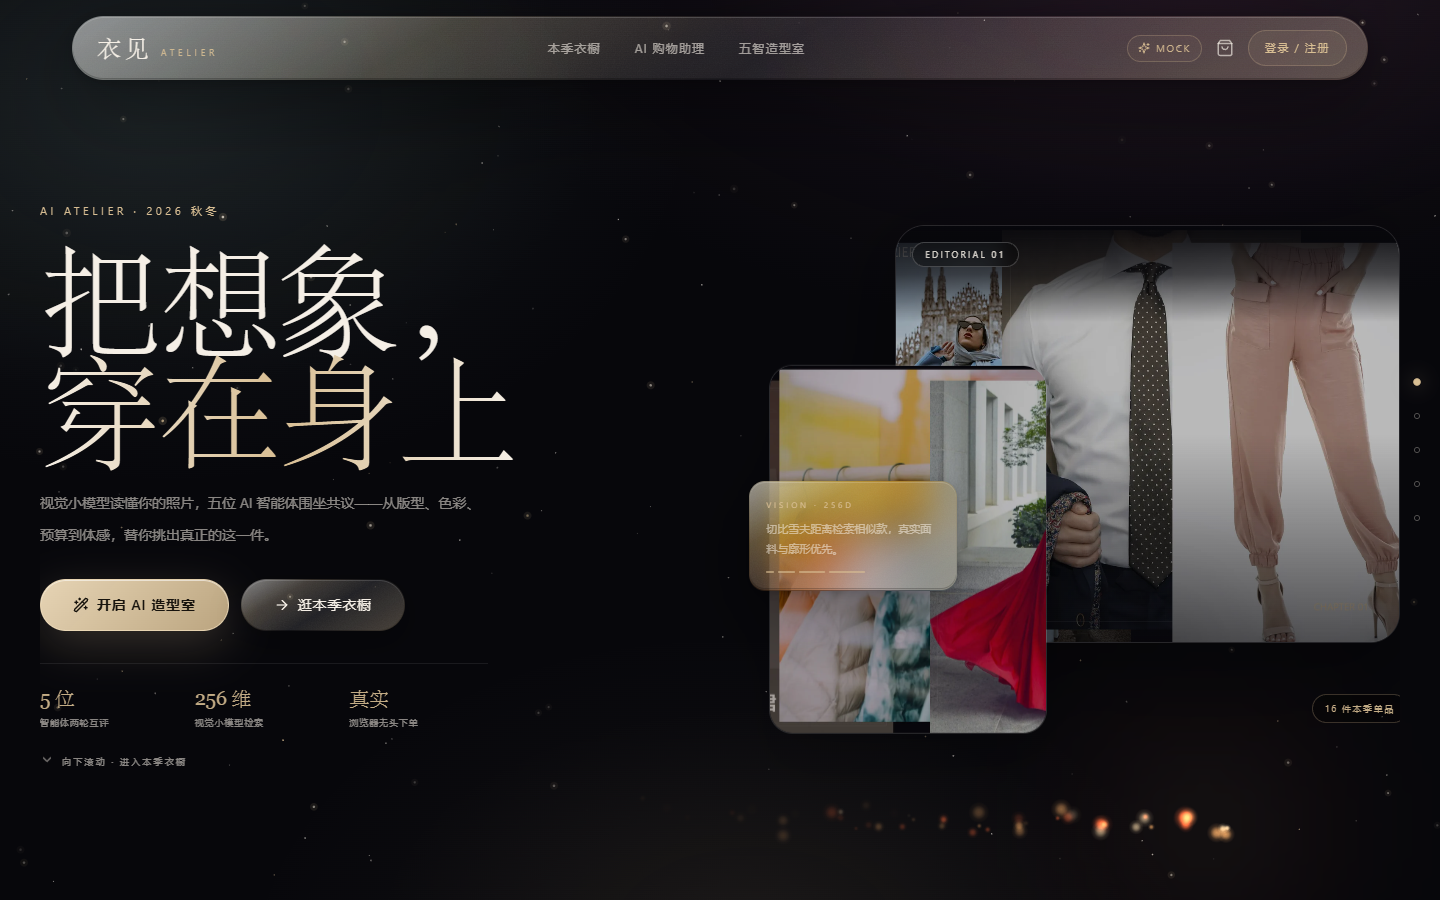 衣见 ATELIER
本季衣橱
AI 购物助理
五智造型室
MOCK
登录 / 注册
AI ATELIER · 2026 秋冬
把想象，
穿在身上
视觉小模型读懂你的照片，五位 AI 智能体围坐共议——从版型、色彩、
预算到体感，替你挑出真正的这一件。
开启 AI 造型室
逛本季衣橱
5 位
智能体两轮互评
256 维
视觉小模型检索
真实
浏览器无头下单
向下滚动 · 进入本季衣橱
EDITORIAL 01
VISION · 256D
切比雪夫距离检索相似款，真实面
料与廓形优先。
16 件本季单品